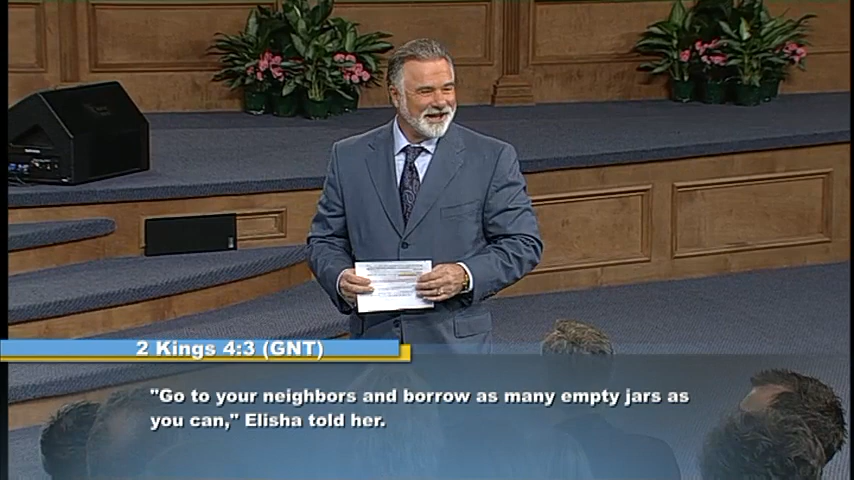 2 Kings 4:3 (GNT)
"Go to your neighbors and borrow as many empty jars as
you can," Elisha told her.